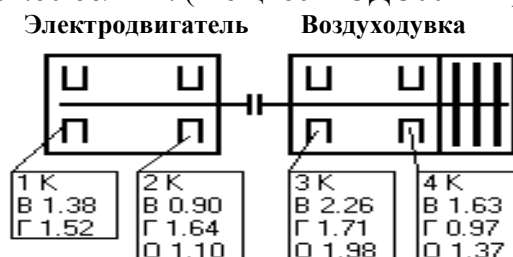 Электродвигатель Воздуходувка
1 К
В 1.38
Г 1.52
2 К
В 0.90
Г 1.64
О 1.10
3 К
В 2.26
Г 1.71
О 1.98
4 К
В 1.63
Г 0.97
О 1.37